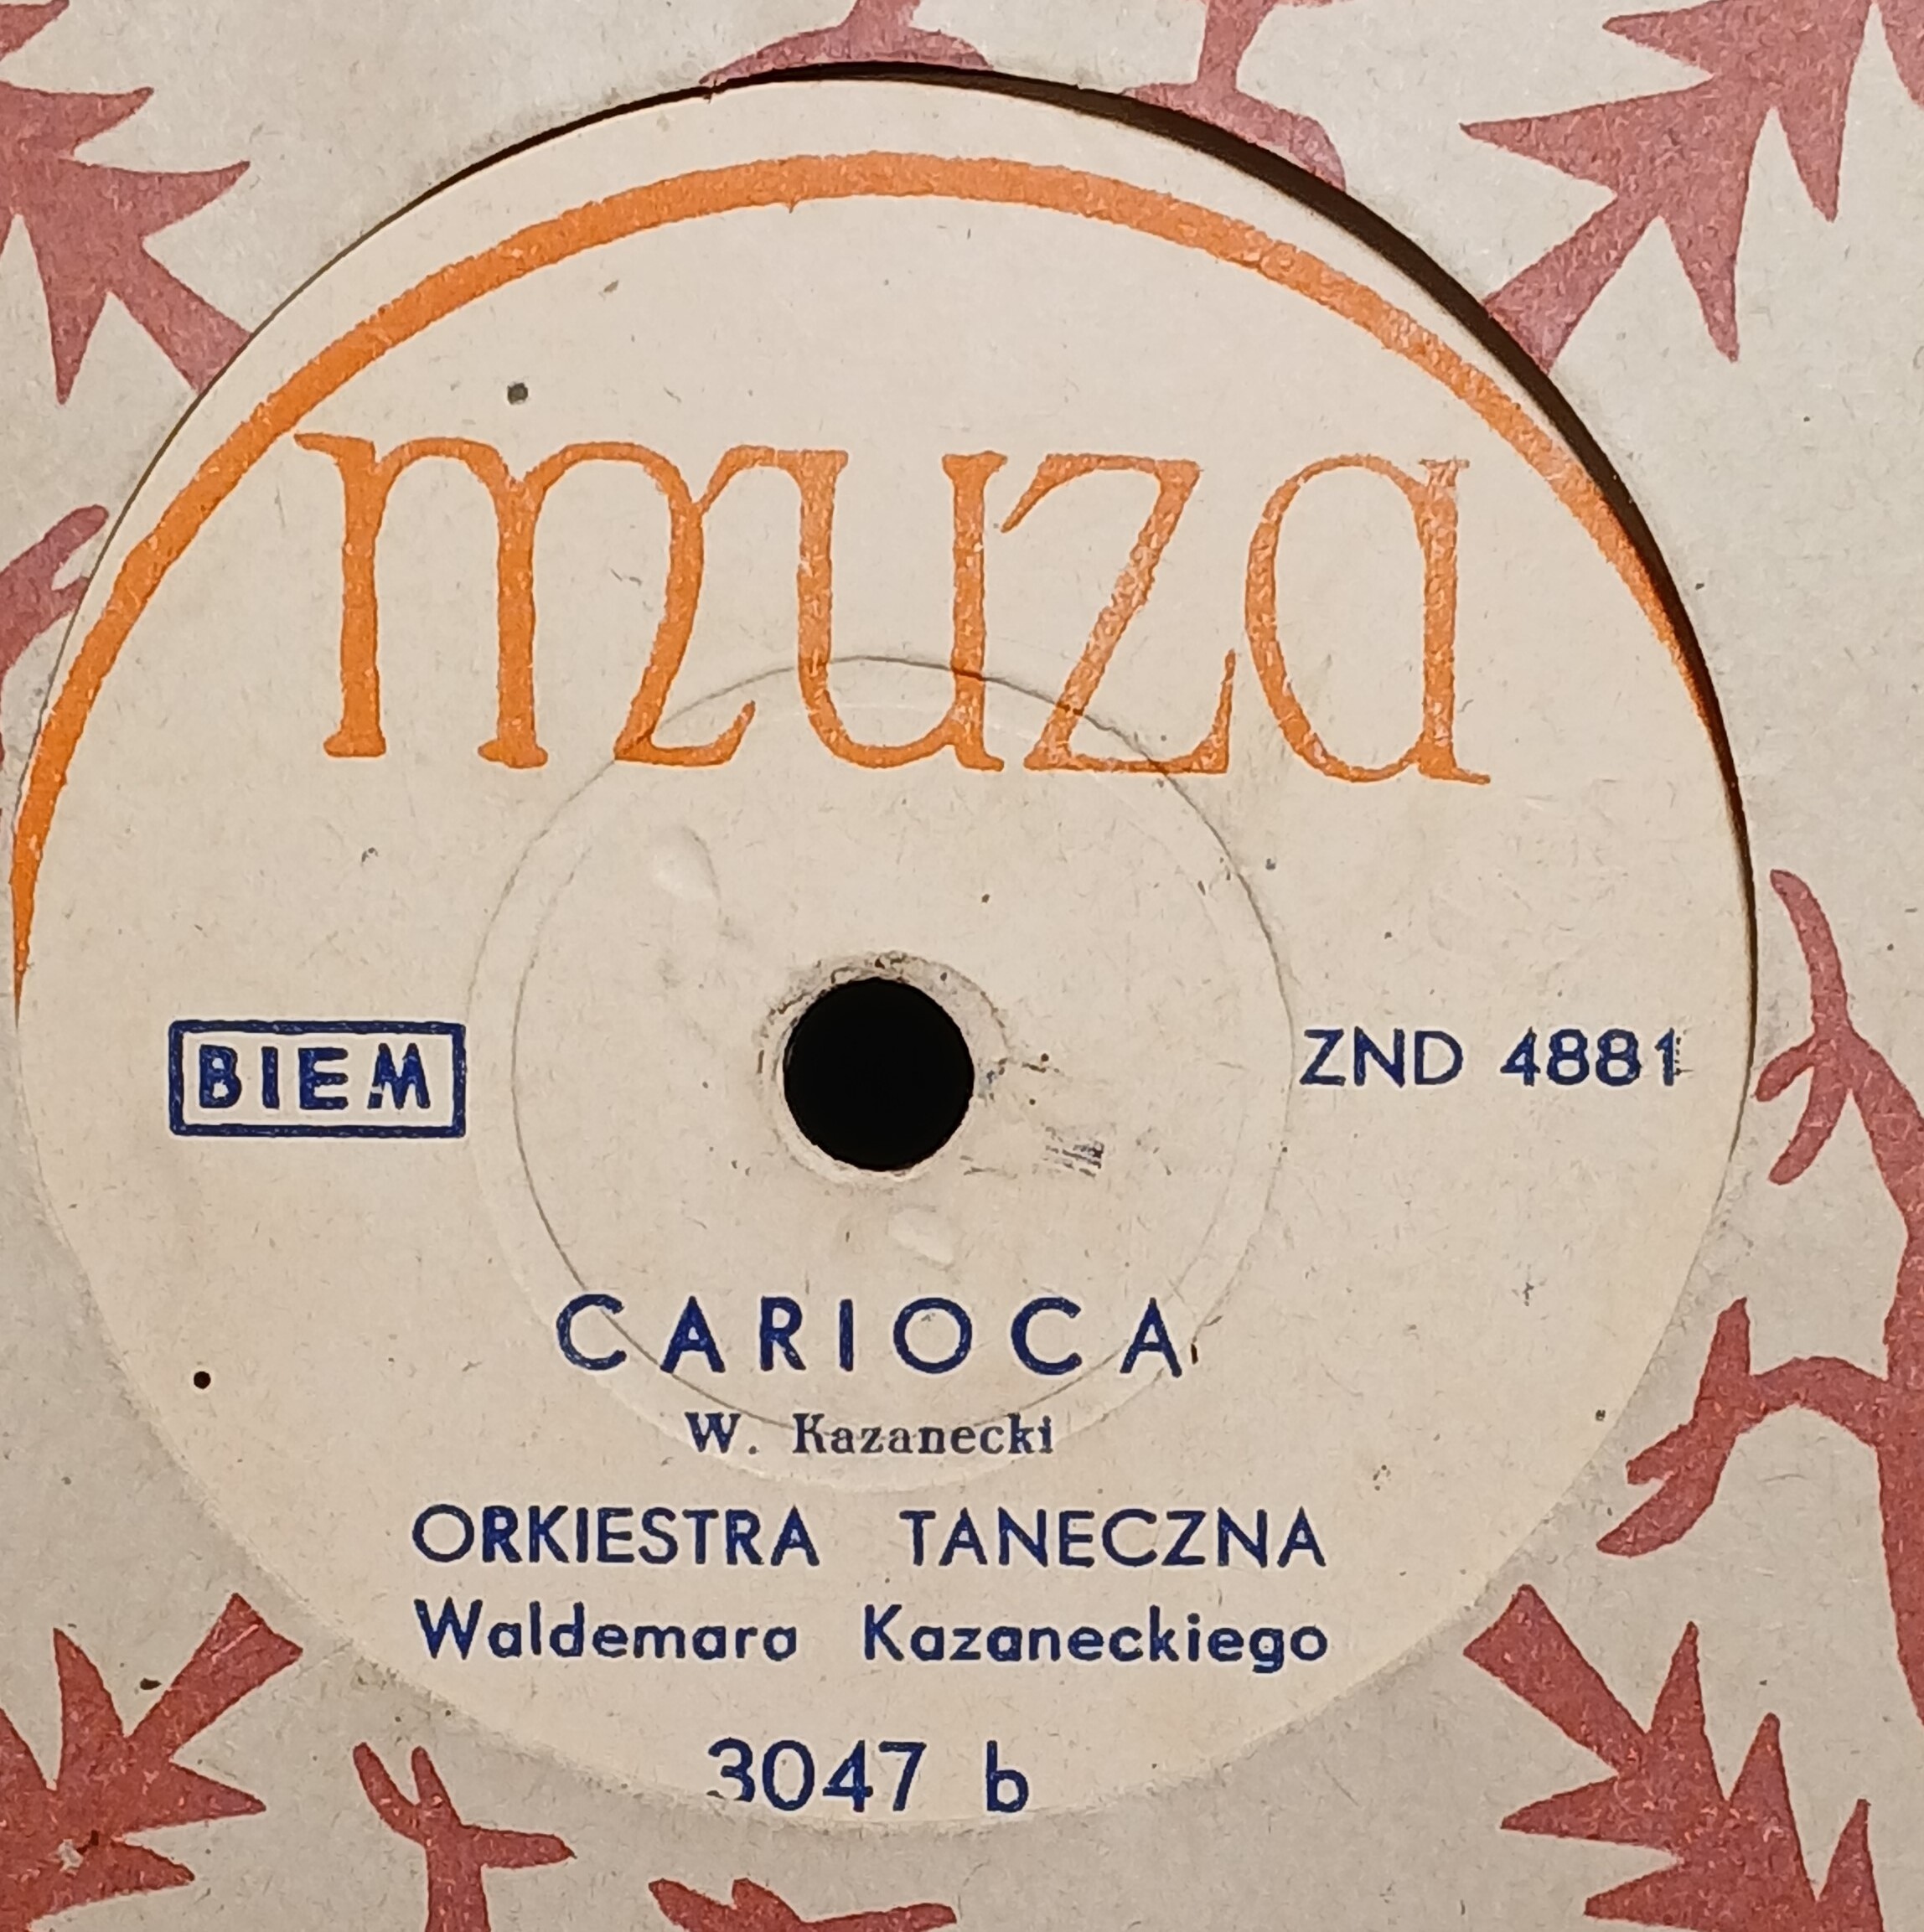 muza
BIEM
ZND 4881
CARIOCA
W. Kazanecki
ORKIESTRA TANECZNA
Waldemara Kazaneckiego
3047 b